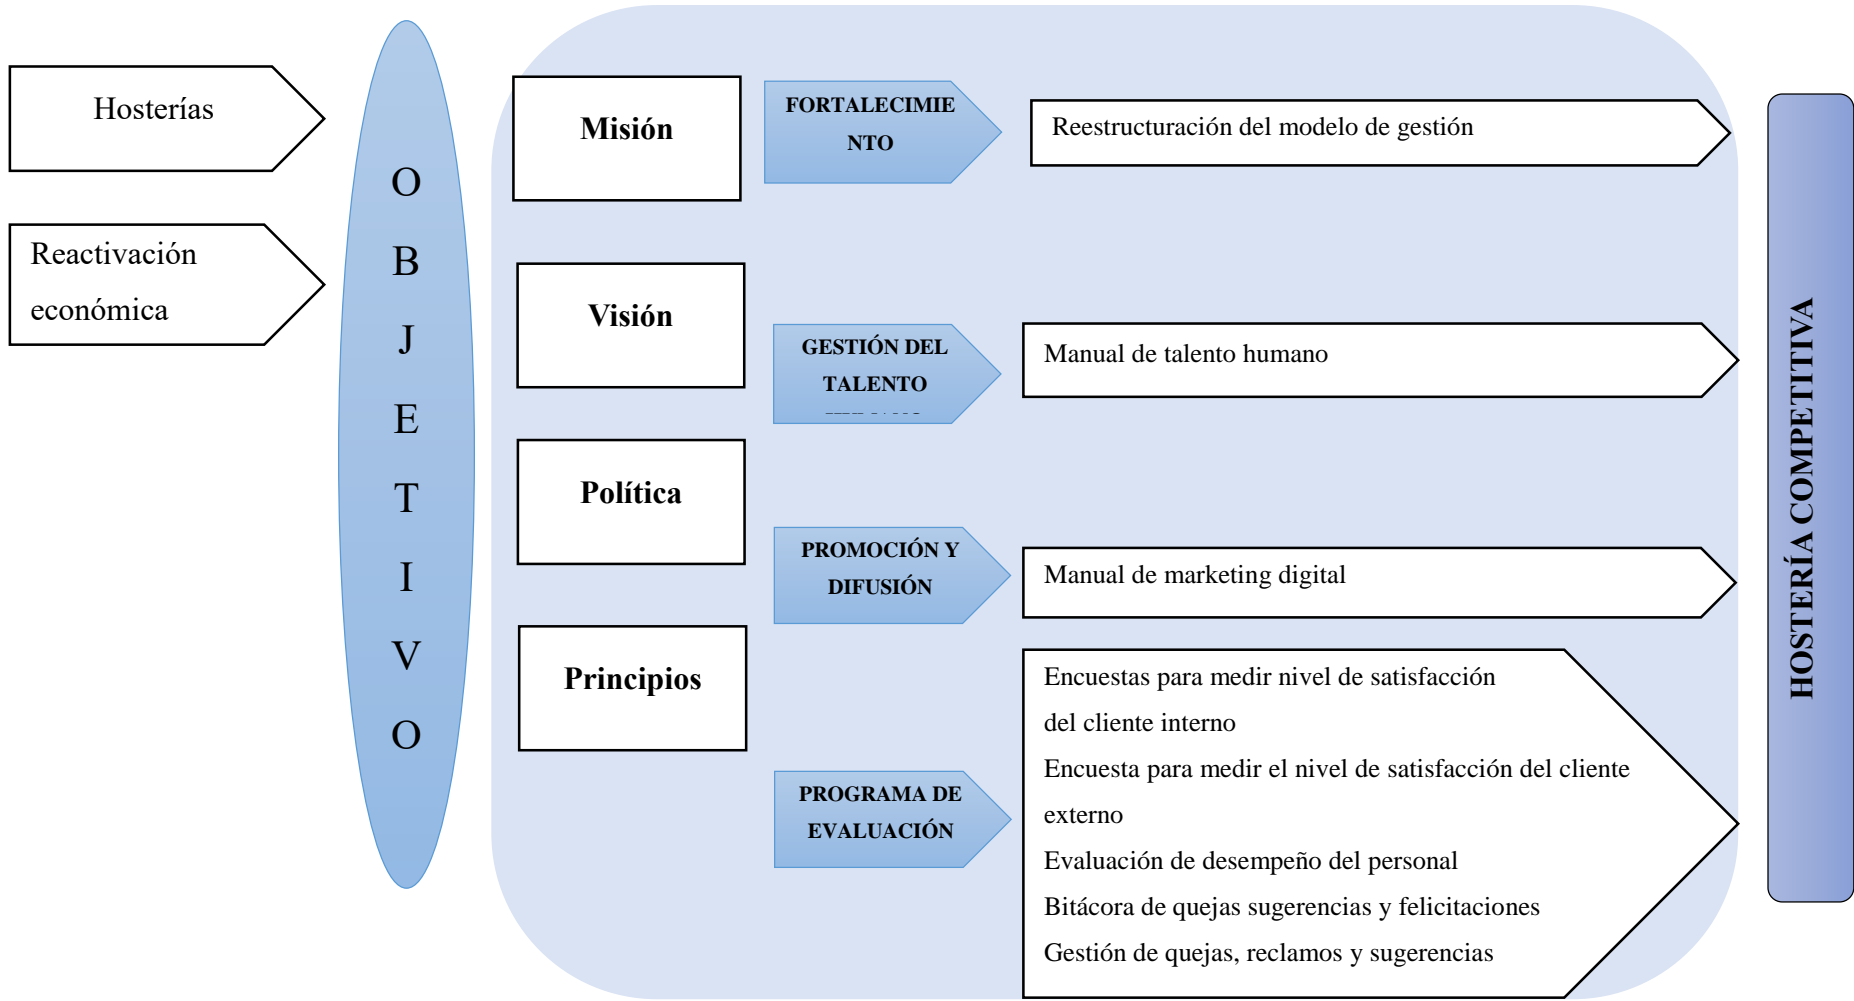 Hosterías
Reactivación
económica
O
B
J
E
T
I
V
O
Misión
Visión
Política
Principios
FORTALECIMIE
NTO
Reestructuración del modelo de gestión
GESTIÓN DEL
TALENTO
Manual de talento humano
PROMOCIÓN Y
DIFUSIÓN
Manual de marketing digital
PROGRAMA DE
EVALUACIÓN
Encuestas para medir nivel de satisfacción
del cliente interno
Encuesta para medir el nivel de satisfacción del cliente
externo
Evaluación de desempeño del personal
Bitácora de quejas sugerencias y felicitaciones
Gestión de quejas, reclamos y sugerencias
HOSTERÍA COMPETITIVA